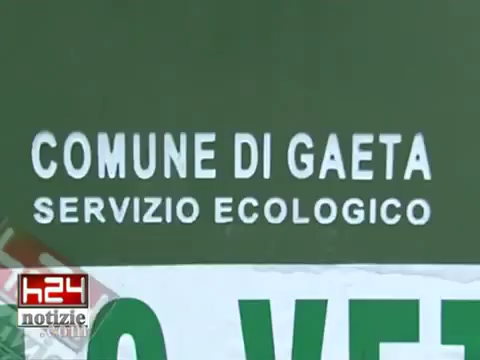 COMUNE DI GAETA
SERVIZIO ECOLOGICO
h24
notizie
.com